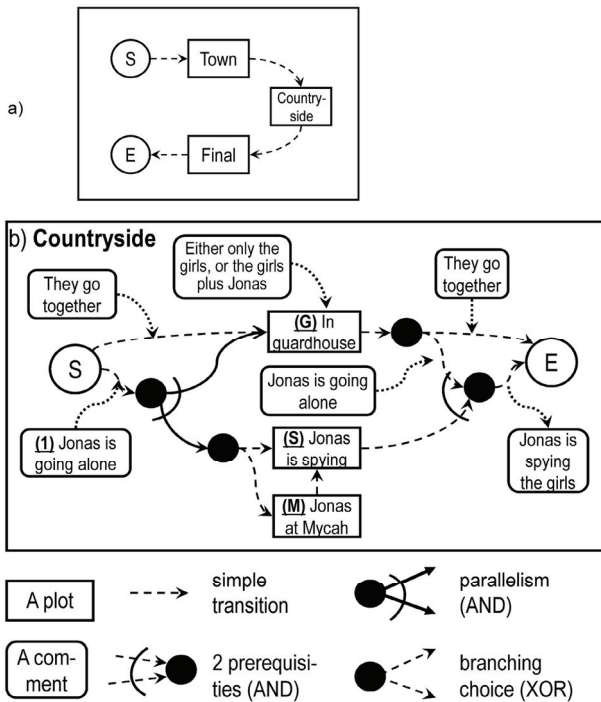 a)
S
Town
Country-
side
E
Final
b) Countyside
Either only the
girls, or the girls
plus Jonas
They go
together
They go
together
S
(G) In
guardhouse
E
Jonas is going
alone
(1) Jonas is
going alone
(S) Jonas
is spying
Jonas is
spying
the girls
(M) Jonas
at Mycah
A plot
simple
transition
parallelism
(AND)
A com-
ment
2 prerequisi-
ties (AND)
branching
choice (XOR)